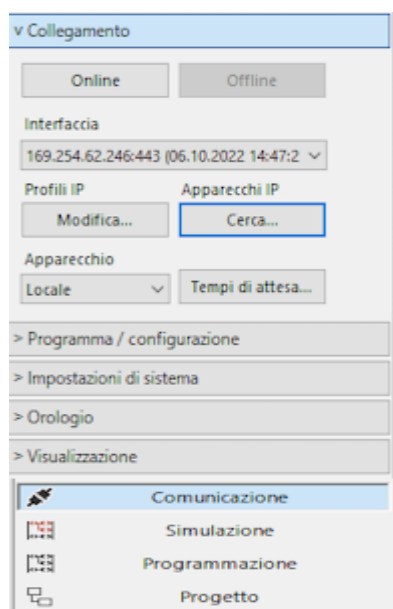 v Collegamento
Online Offline
Interfaccia
169.254.62.246:443 (06.10.2022 14:47:2
Profili IP Apparecchi IP
Modifica... Cerca...
Apparecchio
Locale Tempi di attesa...
> Programma / configurazione
> Impostazioni di sistema
> Orologio
> Visualizzazione
Comunicazione
Simulazione
Programmazione
Progetto